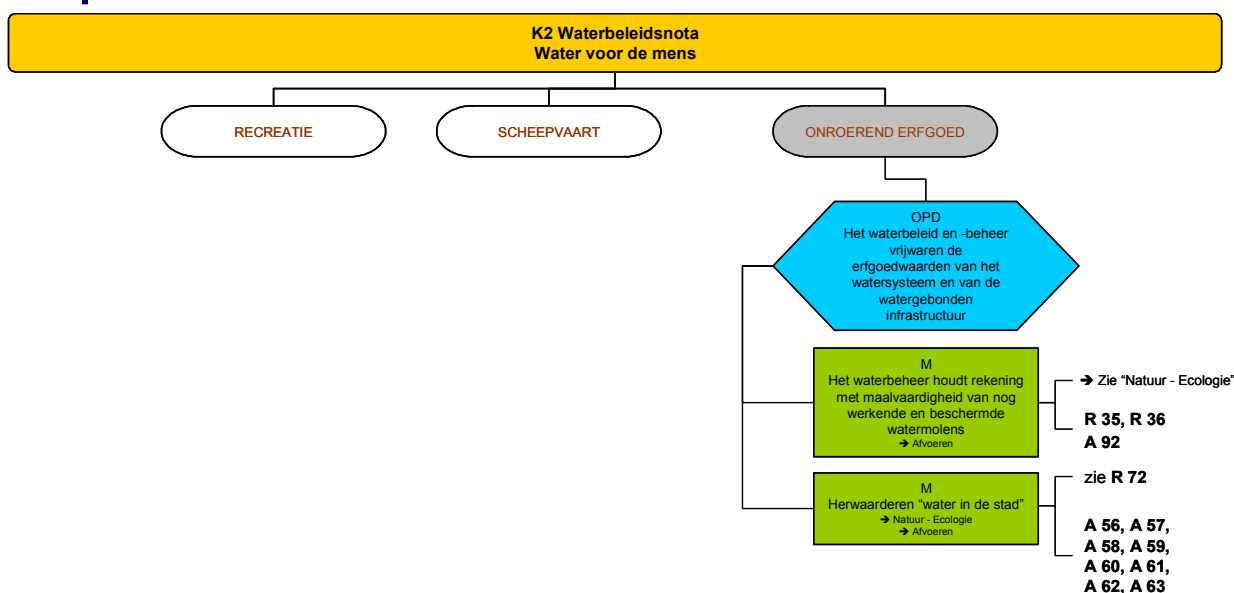 K2 Waterbeleidsnota
Water voor de mens
RECREATIE
SCHEEPVAART
ONROEREND ERFGOED
OPD
Het waterbeleid en -beheer
vrijwaren de
erfgoedwaarden van het
watersysteem en van de
watergebonden
infrastructuur
M
Het waterbeheer houdt rekening
met maalvaardigheid van nog
werkende en beschermde
watermolens
➔ Afvoeren
➔ Zie “Natuur - Ecologie”
R 35, R 36
A 92
M
Herwaarderen “water in de stad”
➔ Natuur - Ecologie
➔ Afvoeren
zie R 72
A 56, A 57,
A 58, A 59,
A 60, A 61,
A 62, A 63